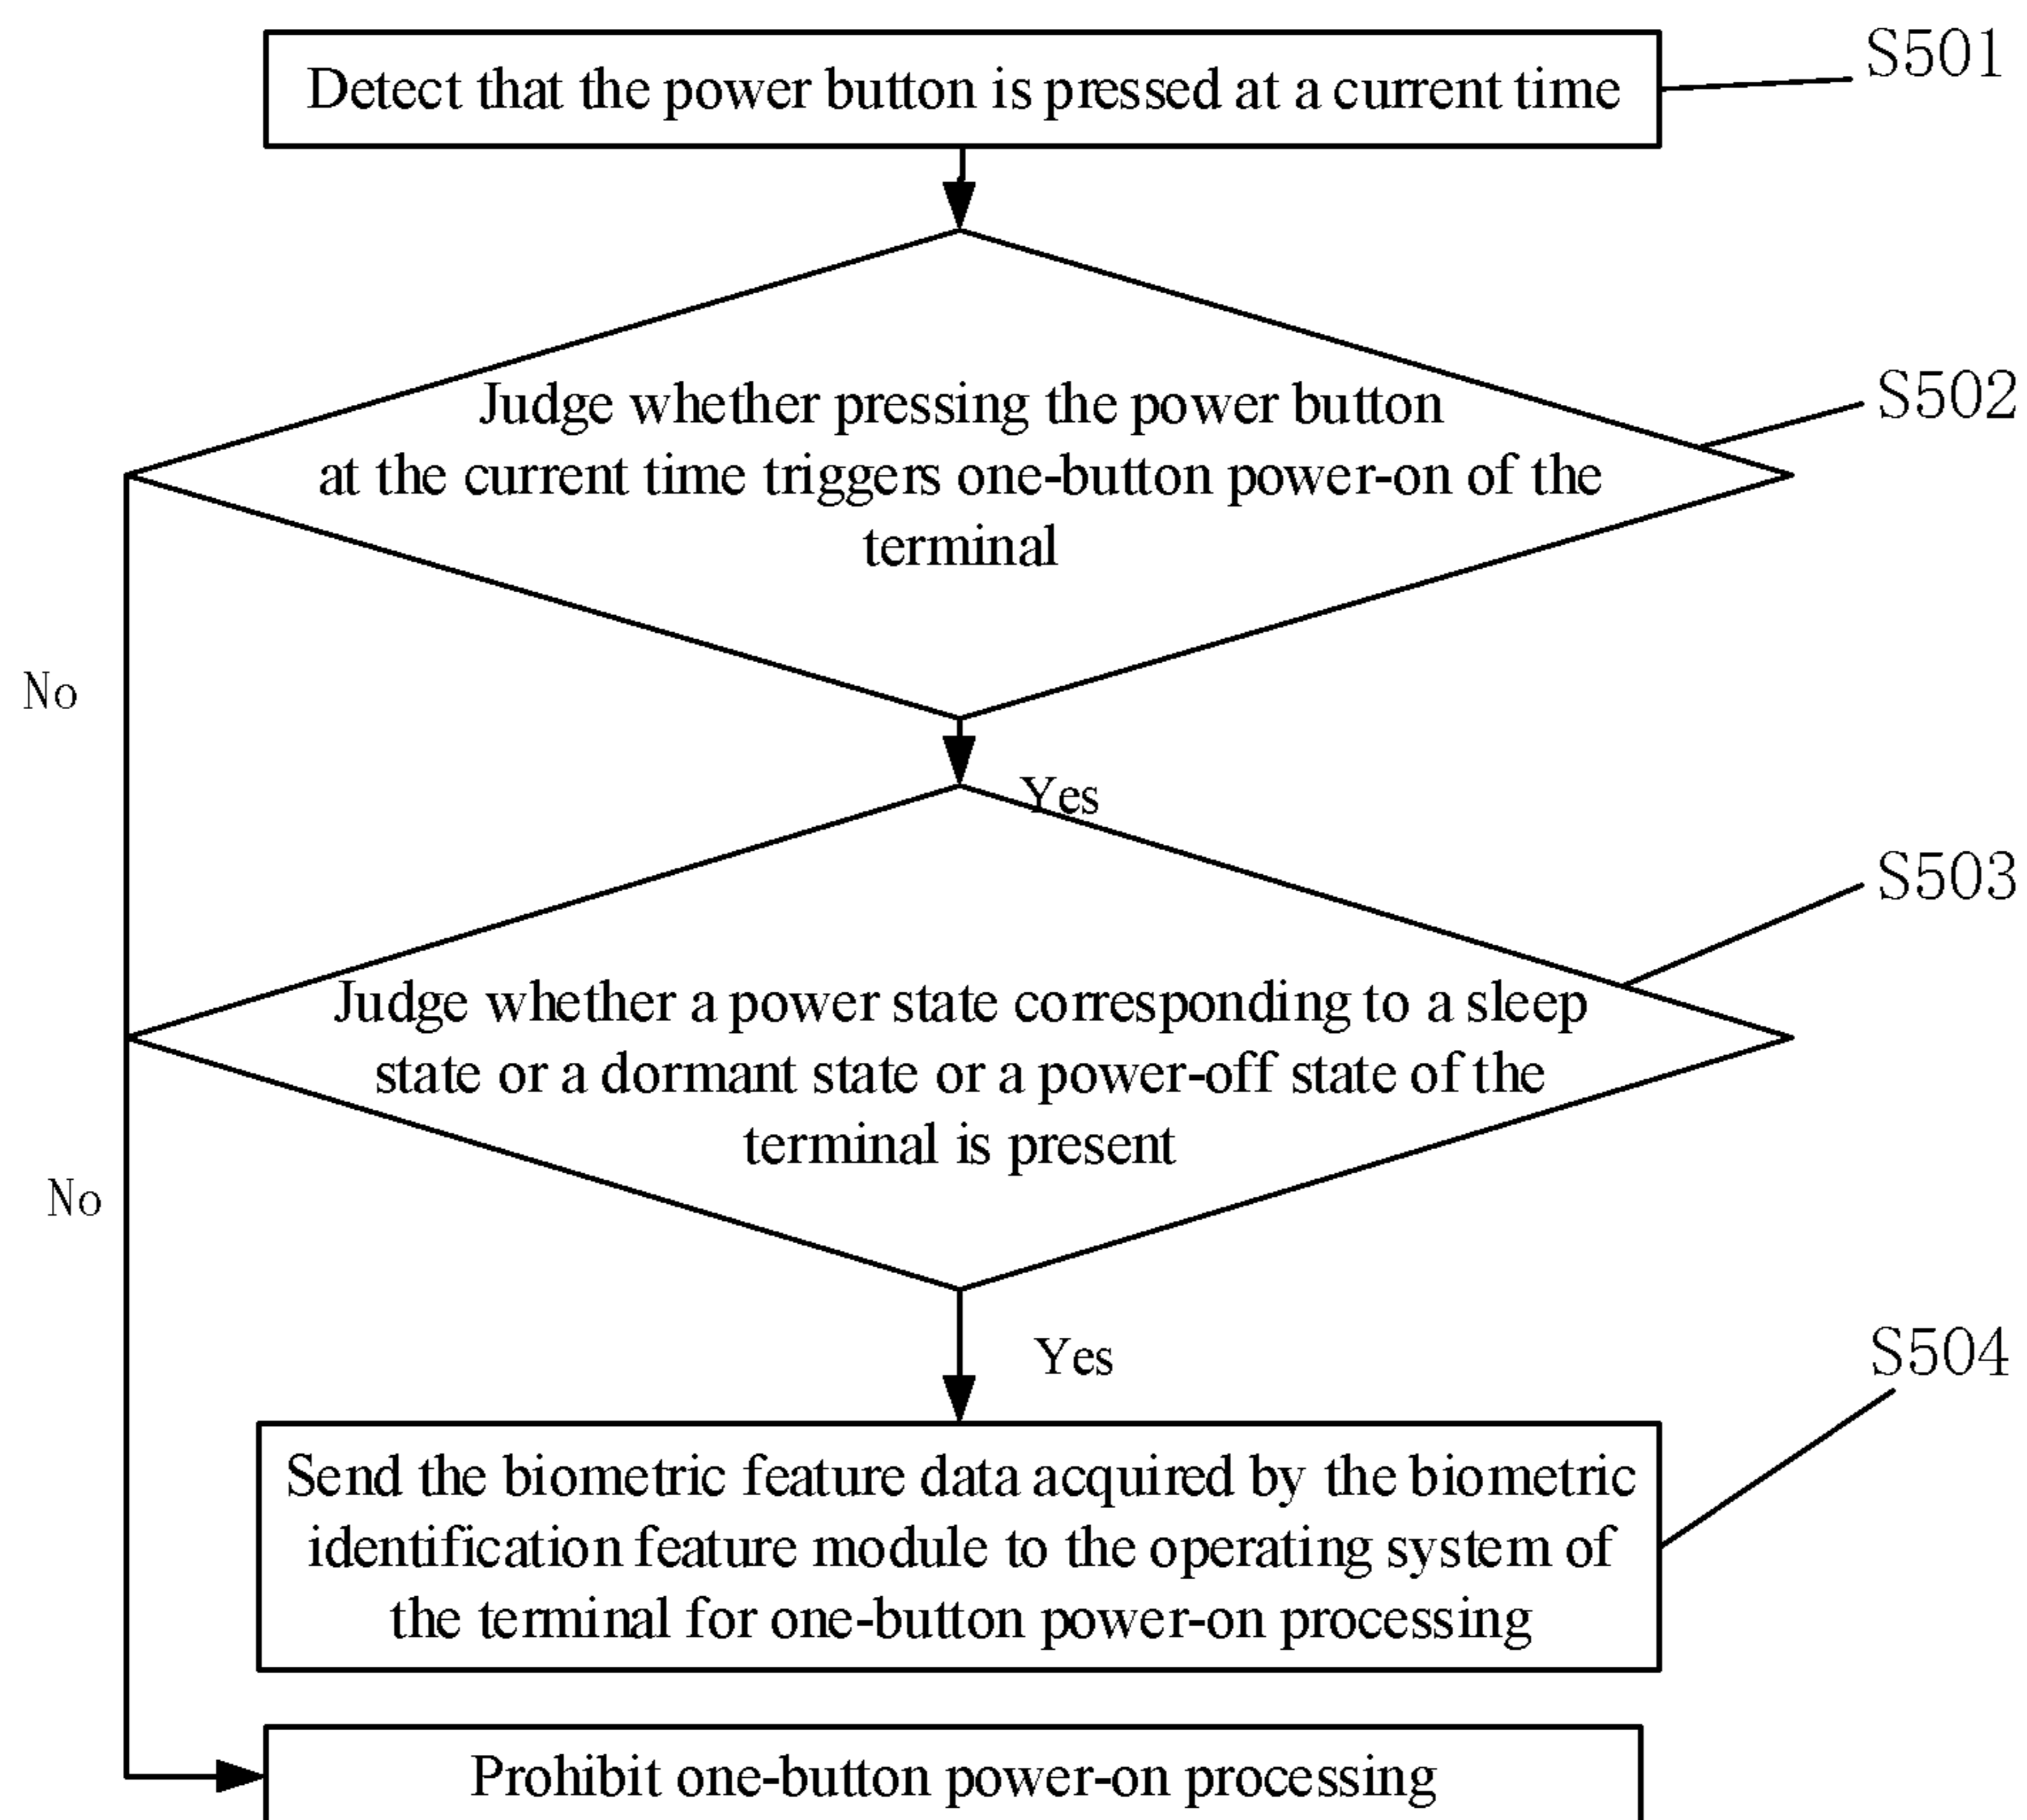 Detect that the power button is pressed at a current time
S501
Judge whether pressing the power button
at the current time triggers one-button power-on of the
terminal
S502
No
Yes
Judge whether a power state corresponding to a sleep
state or a dormant state or a power-off state of the
terminal is present
S503
No
Yes
Send the biometric feature data acquired by the biometric
identification feature module to the operating system of
the terminal for one-button power-on processing
S504
Prohibit one-button power-on processing